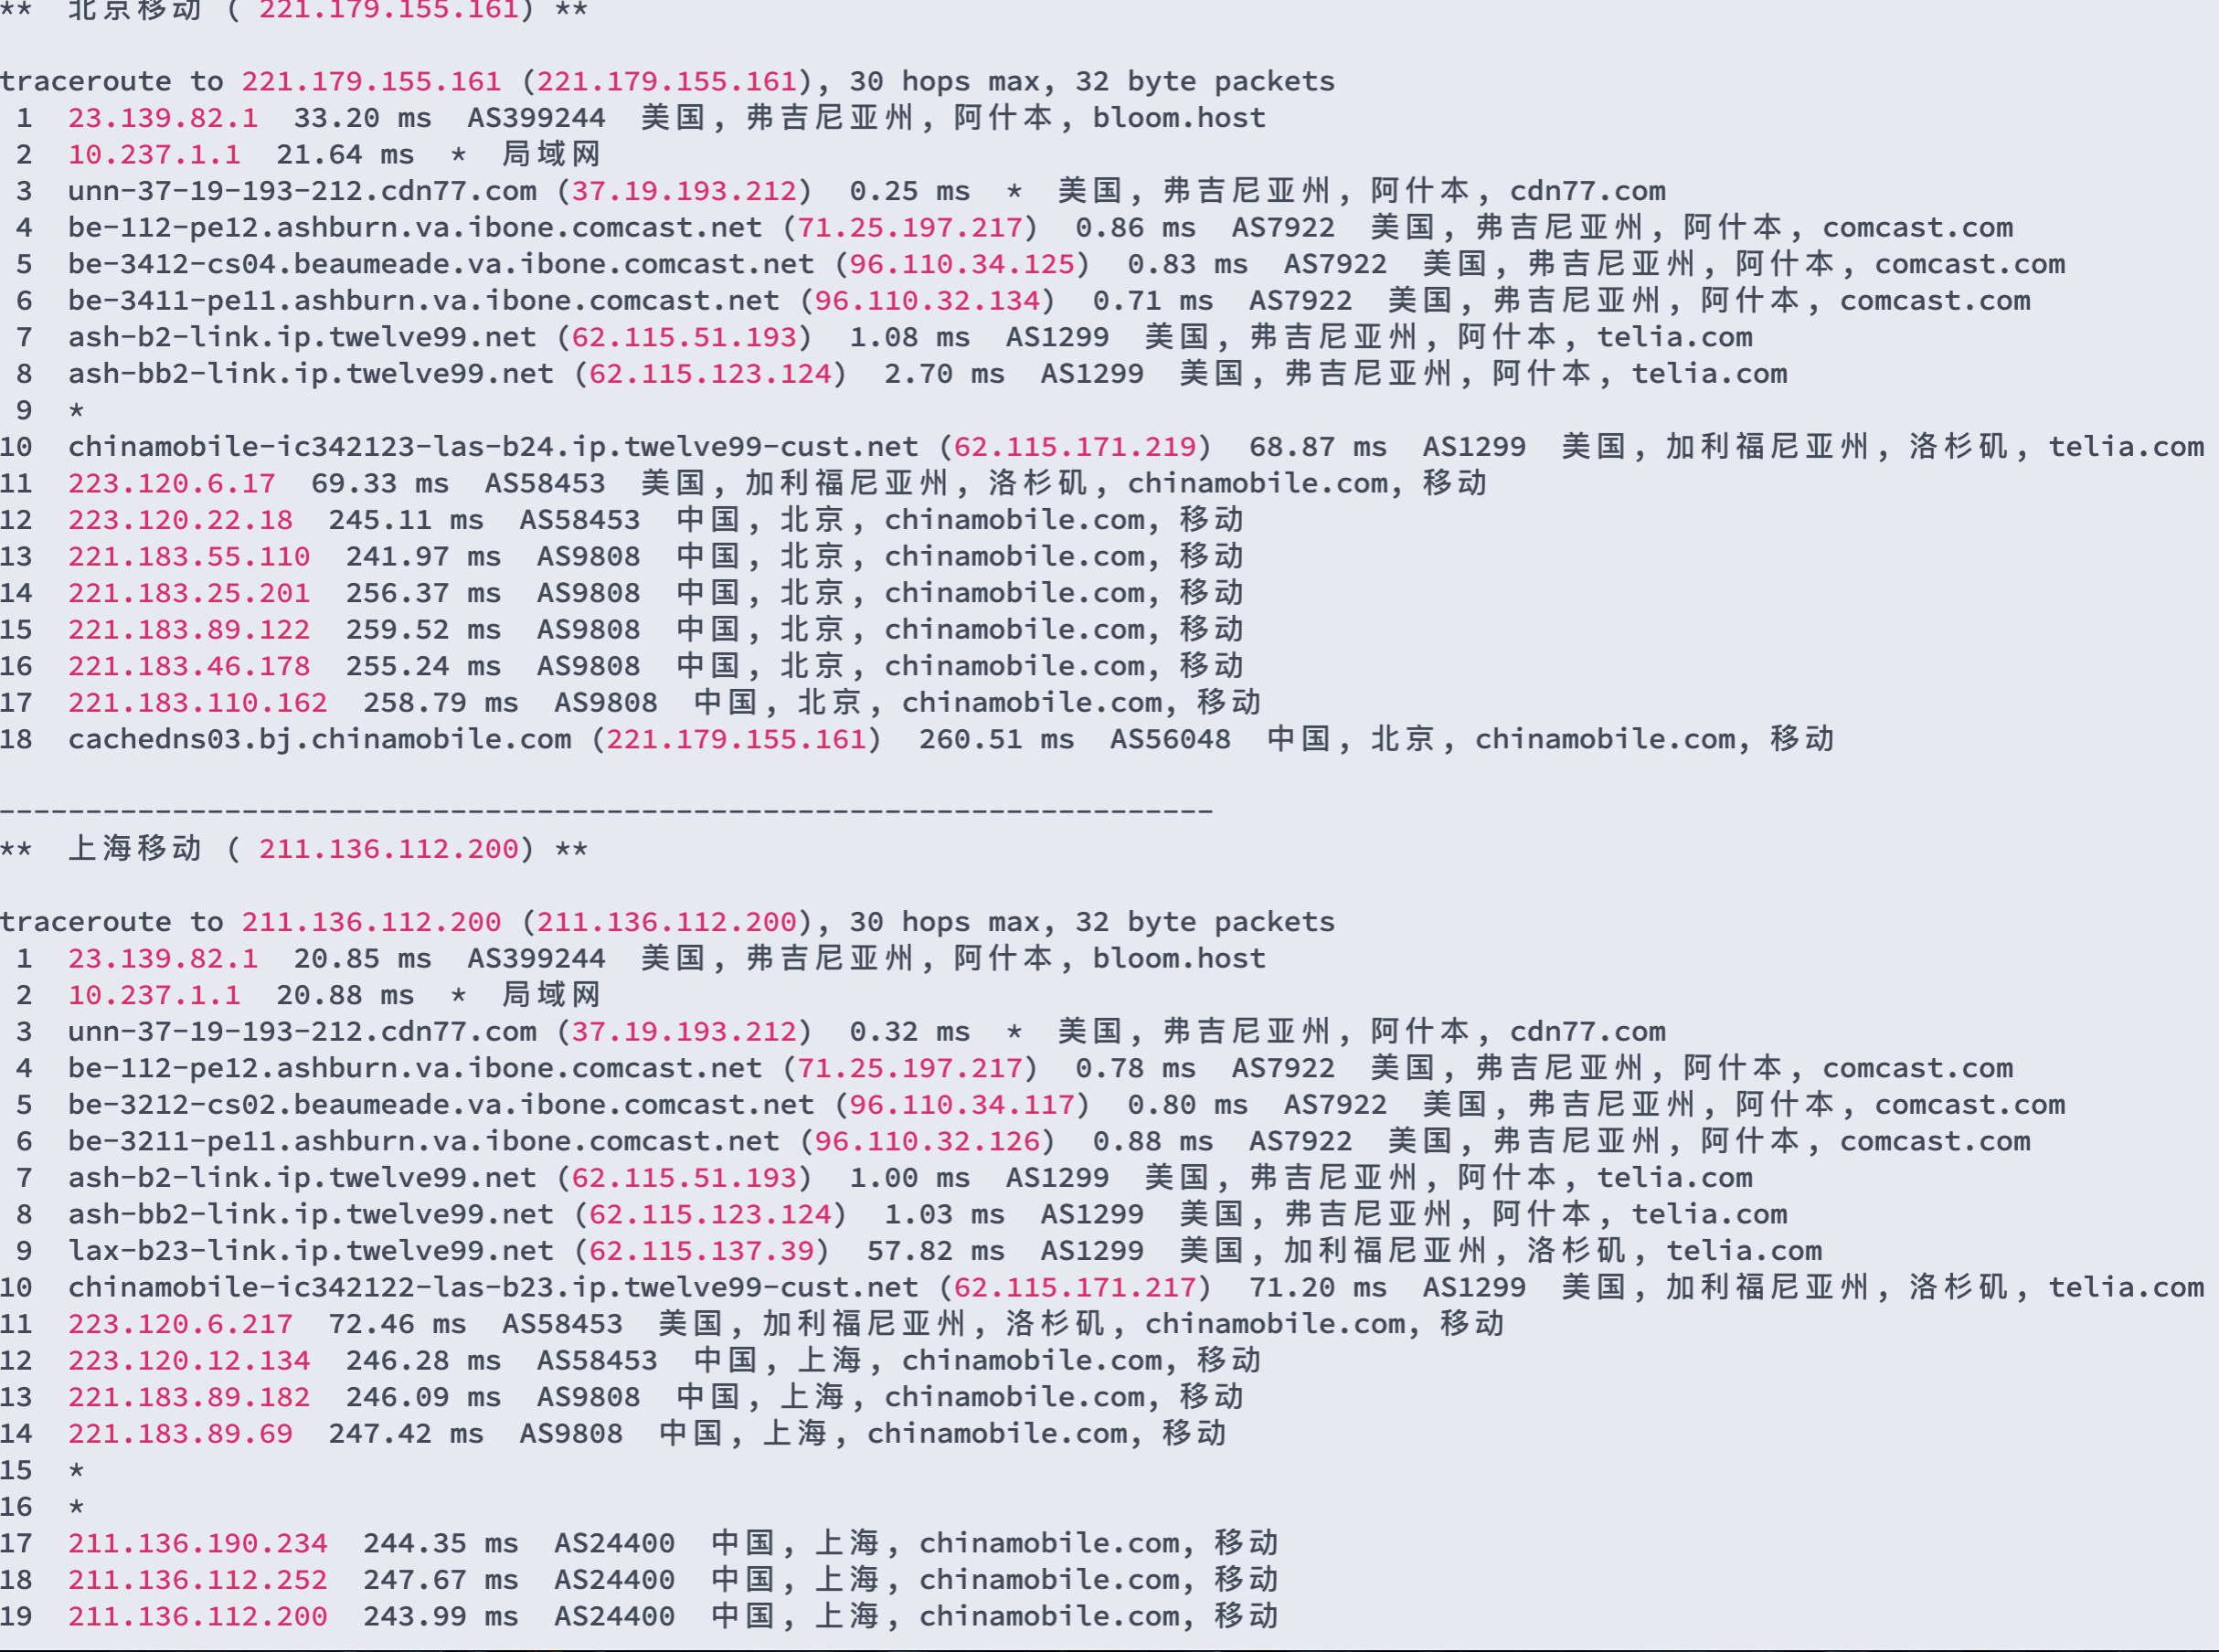 ** 北京移动 ( 221.179.155.161) **
traceroute to 221.179.155.161 (221.179.155.161), 30 hops max, 32 byte packets
1 23.139.82.1 33.20 ms AS399244 美国, 弗吉尼亚州, 阿什本, bloom.host
2 10.237.1.1 21.64 ms * 局域网
3 unn-37-19-193-212.cdn77.com (37.19.193.212) 0.25 ms * 美国, 弗吉尼亚州, 阿什本, cdn77.com
4 be-112-pe12.ashburn.va.ibone.comcast.net (71.25.197.217) 0.86 ms AS7922 美国, 弗吉尼亚州, 阿什本, comcast.com
5 be-3412-cs04.beaumeade.va.ibone.comcast.net (96.110.34.125) 0.83 ms AS7922 美国, 弗吉尼亚州, 阿什本, comcast.com
6 be-3411-pe11.ashburn.va.ibone.comcast.net (96.110.32.134) 0.71 ms AS7922 美国, 弗吉尼亚州, 阿什本, comcast.com
7 ash-b2-link.ip.twelve99.net (62.115.51.193) 1.08 ms AS1299 美国, 弗吉尼亚州, 阿什本, telia.com
8 ash-bb2-link.ip.twelve99.net (62.115.123.124) 2.70 ms AS1299 美国, 弗吉尼亚州, 阿什本, telia.com
9 *
10 chinamobile-ic342123-las-b24.ip.twelve99-cust.net (62.115.171.219) 68.87 ms AS1299 美国, 加利福尼亚州, 洛杉矶, telia.com
11 223.120.6.17 69.33 ms AS58453 美国, 加利福尼亚州, 洛杉矶, chinamobile.com, 移动
12 223.120.22.18 245.11 ms AS58453 中国, 北京, chinamobile.com, 移动
13 221.183.55.110 241.97 ms AS9808 中国, 北京, chinamobile.com, 移动
14 221.183.25.201 256.37 ms AS9808 中国, 北京, chinamobile.com, 移动
15 221.183.89.122 259.52 ms AS9808 中国, 北京, chinamobile.com, 移动
16 221.183.46.178 255.24 ms AS9808 中国, 北京, chinamobile.com, 移动
17 221.183.110.162 258.79 ms AS9808 中国, 北京, chinamobile.com, 移动
18 cachedns03.bj.chinamobile.com (221.179.155.161) 260.51 ms AS56048 中国, 北京, chinamobile.com, 移动
----------------------------------------------------------------------
** 上海移动 ( 211.136.112.200) **
traceroute to 211.136.112.200 (211.136.112.200), 30 hops max, 32 byte packets
1 23.139.82.1 20.85 ms AS399244 美国, 弗吉尼亚州, 阿什本, bloom.host
2 10.237.1.1 20.88 ms * 局域网
3 unn-37-19-193-212.cdn77.com (37.19.193.212) 0.32 ms * 美国, 弗吉尼亚州, 阿什本, cdn77.com
4 be-112-pe12.ashburn.va.ibone.comcast.net (71.25.197.217) 0.78 ms AS7922 美国, 弗吉尼亚州, 阿什本, comcast.com
5 be-3212-cs02.beaumeade.va.ibone.comcast.net (96.110.34.117) 0.80 ms AS7922 美国, 弗吉尼亚州, 阿什本, comcast.com
6 be-3211-pe11.ashburn.va.ibone.comcast.net (96.110.32.126) 0.88 ms AS7922 美国, 弗吉尼亚州, 阿什本, comcast.com
7 ash-b2-link.ip.twelve99.net (62.115.51.193) 1.00 ms AS1299 美国, 弗吉尼亚州, 阿什本, telia.com
8 ash-bb2-link.ip.twelve99.net (62.115.123.124) 1.03 ms AS1299 美国, 弗吉尼亚州, 阿什本, telia.com
9 lax-b23-link.ip.twelve99.net (62.115.137.39) 57.82 ms AS1299 美国, 加利福尼亚州, 洛杉矶, telia.com
10 chinamobile-ic342122-las-b23.ip.twelve99-cust.net (62.115.171.217) 71.20 ms AS1299 美国, 加利福尼亚州, 洛杉矶, telia.com
11 223.120.6.217 72.46 ms AS58453 美国, 加利福尼亚州, 洛杉矶, chinamobile.com, 移动
12 223.120.12.134 246.28 ms AS58453 中国, 上海, chinamobile.com, 移动
13 221.183.89.182 246.09 ms AS9808 中国, 上海, chinamobile.com, 移动
14 221.183.89.69 247.42 ms AS9808 中国, 上海, chinamobile.com, 移动
15 *
16 *
17 211.136.190.234 244.35 ms AS24400 中国, 上海, chinamobile.com, 移动
18 211.136.112.252 247.67 ms AS24400 中国, 上海, chinamobile.com, 移动
19 211.136.112.200 243.99 ms AS24400 中国, 上海, chinamobile.com, 移动